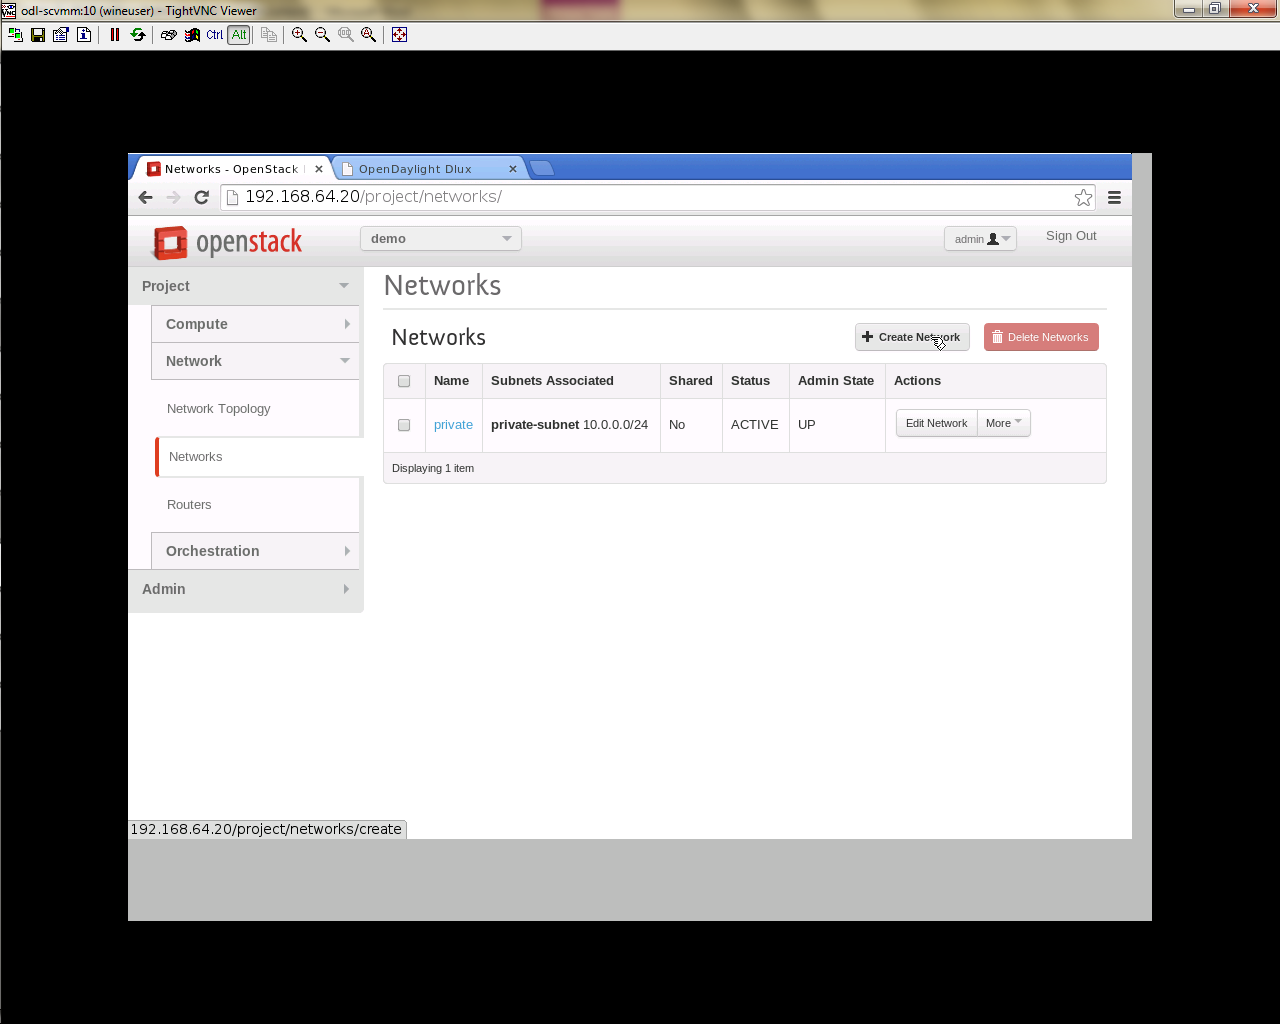 odl-scvmm:10 (wineuser) - TightVNC Viewer
Ctrl Alt
Networks - OpenStack
OpenDaylight Dlux
192.168.64.20/project/networks/
openstack
demo
admin
Sign Out
Project
Compute
Network
Network Topology
Networks
Routers
Orchestration
Admin
Networks
Networks
Create Network
Delete Networks
Name Subnets Associated Shared Status Admin State Actions
private private-subnet 10.0.0.0/24 No ACTIVE UP Edit Network More
Displaying 1 item
192.168.64.20/project/networks/create